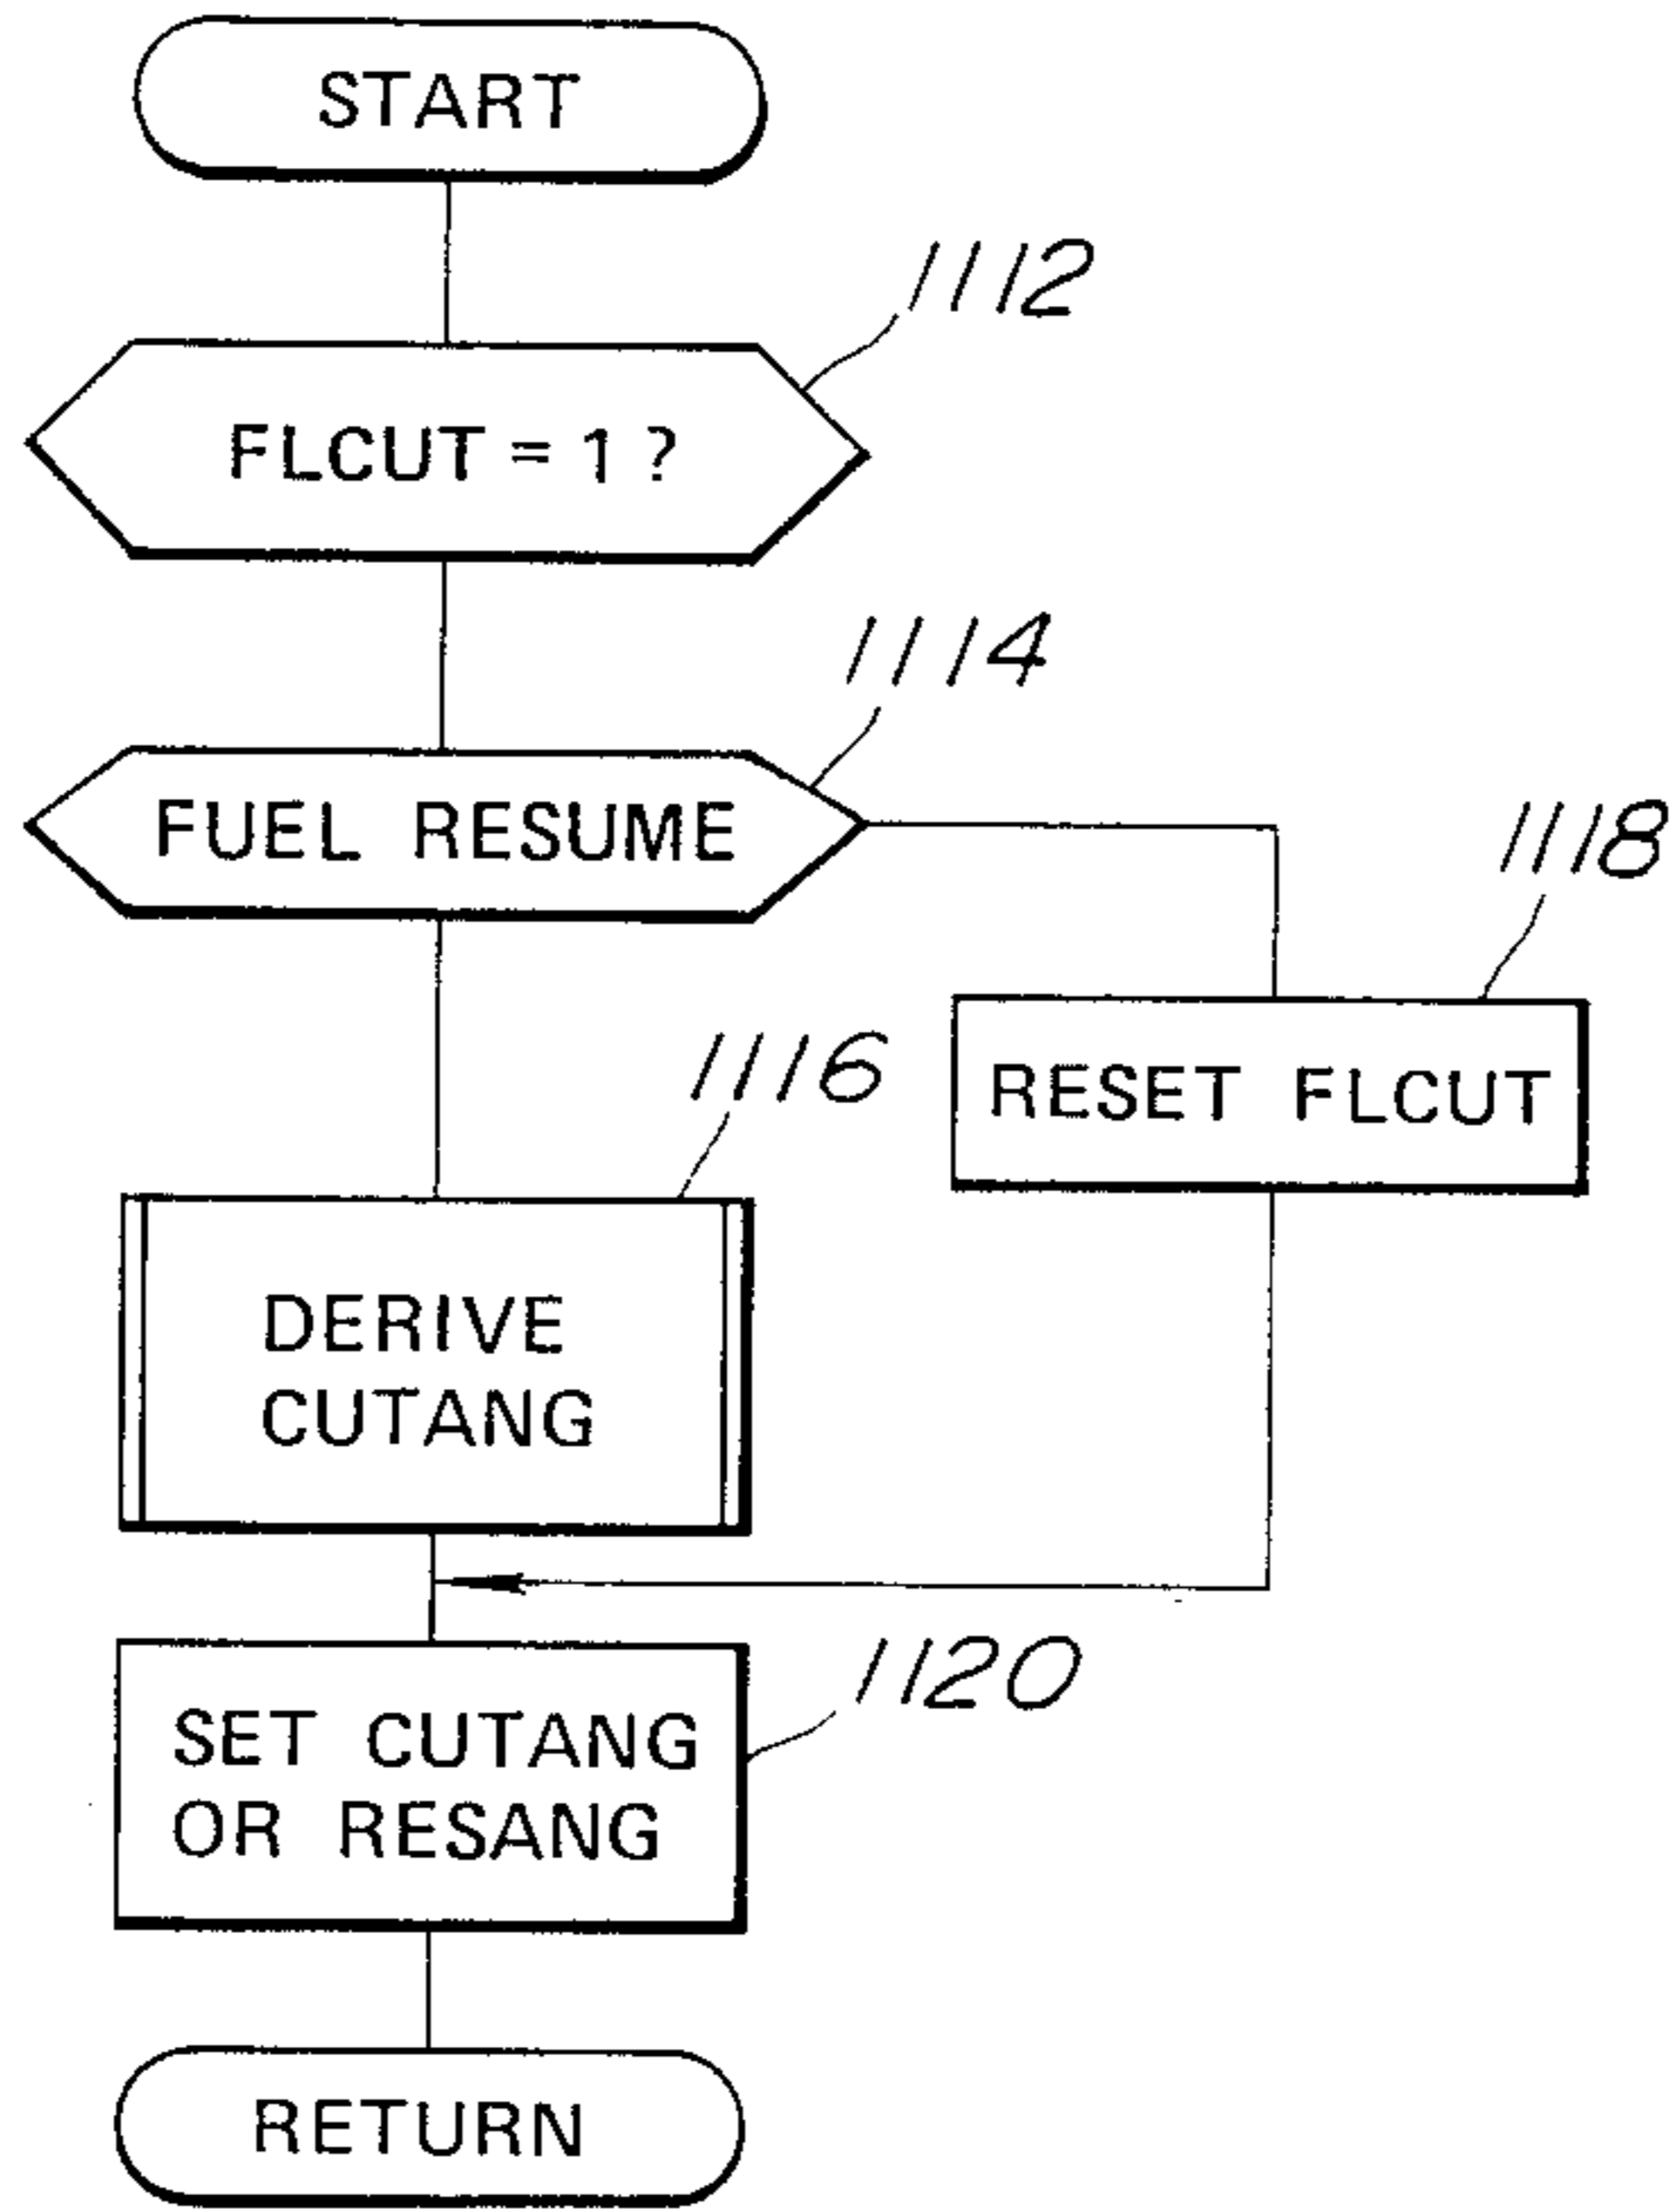 START
1112
FLCUT = 1 ?
1114
FUEL RESUME
1118
RESET FLCUT
1116
DERIVE
CUTANG
1120
SET CUTANG
OR RESANG
RETURN